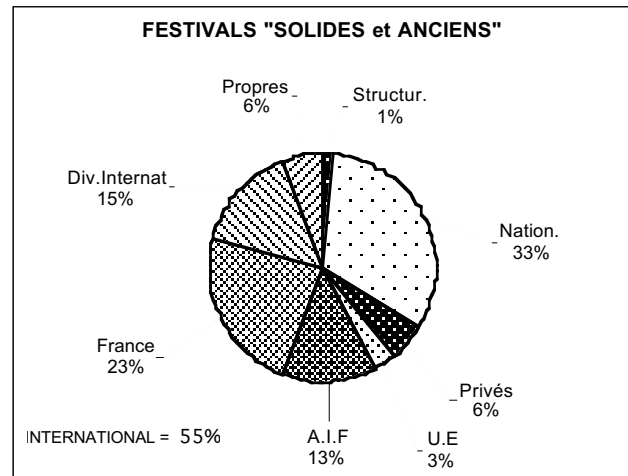 FESTIVALS "SOLIDES et ANCIENS"
Propres
6%
Structur.
1%
Div.Internat
15%
Nation.
33%
France
23%
Privés
6%
INTERNATIONAL = 55%
A.I.F
13%
U.E
3%